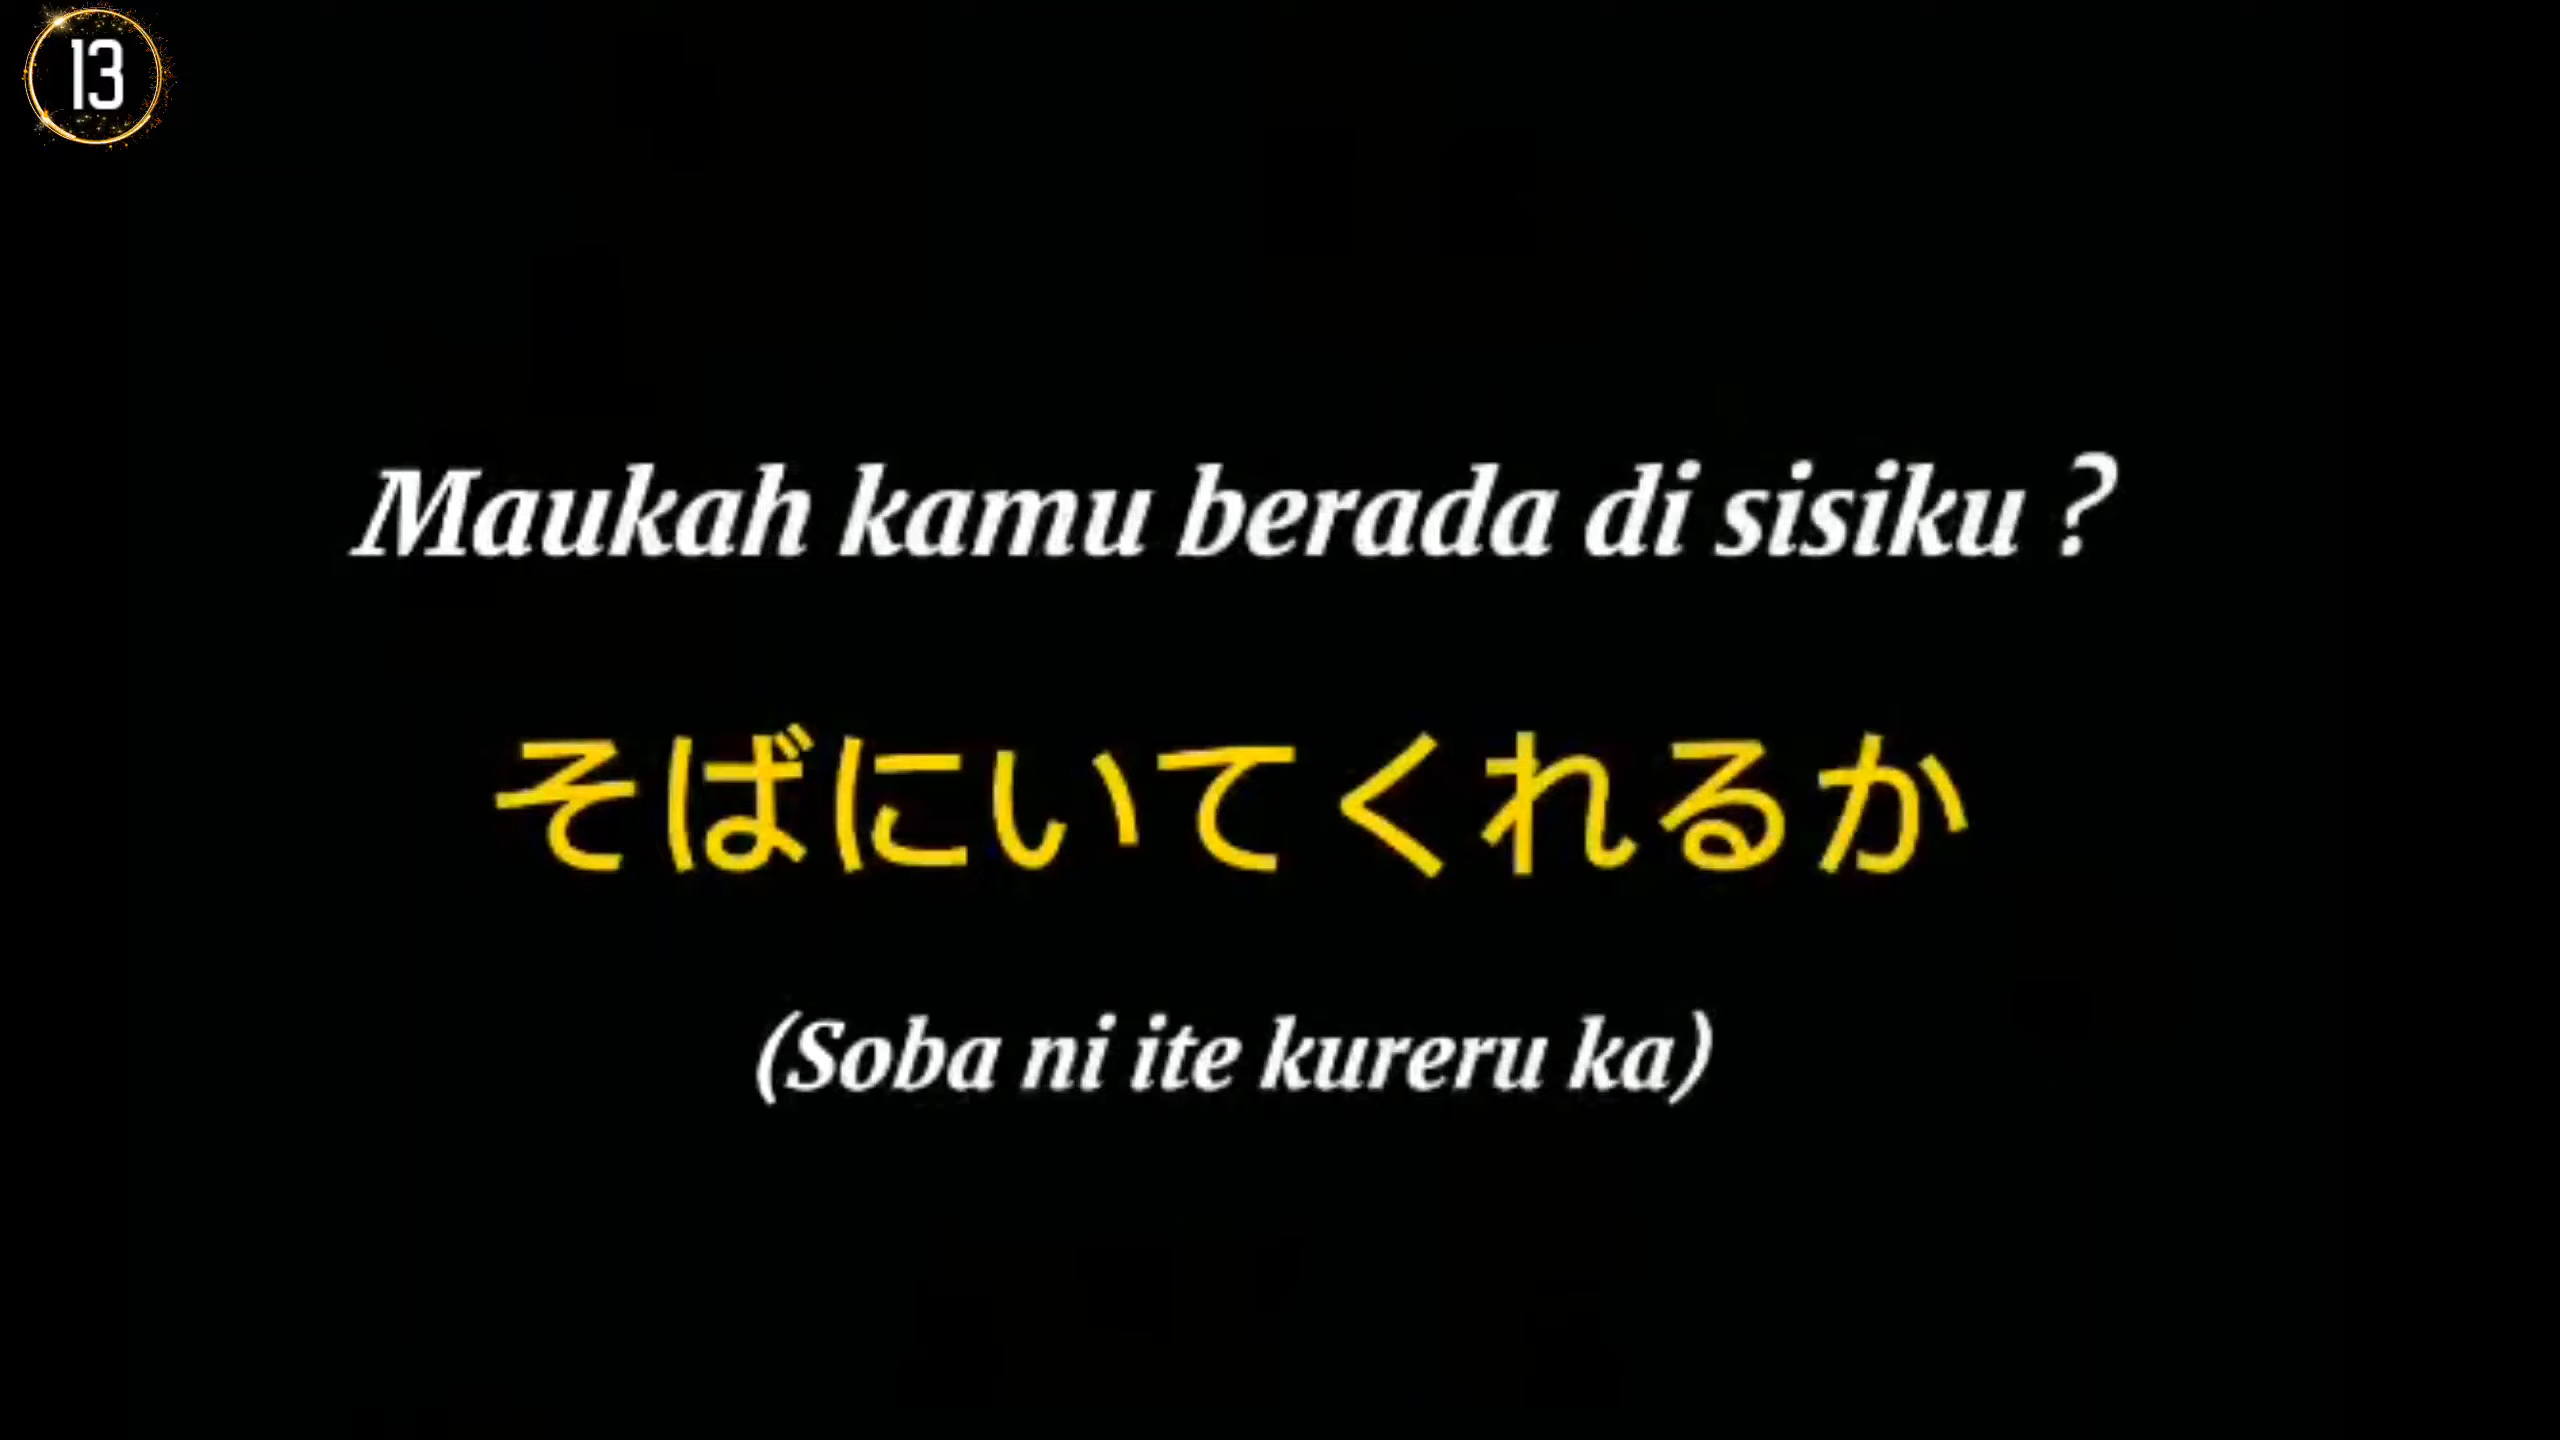 13
Maukah kamu berada di sisiku ?
そばにいてくれるか
(Soba ni ite kureru ka)